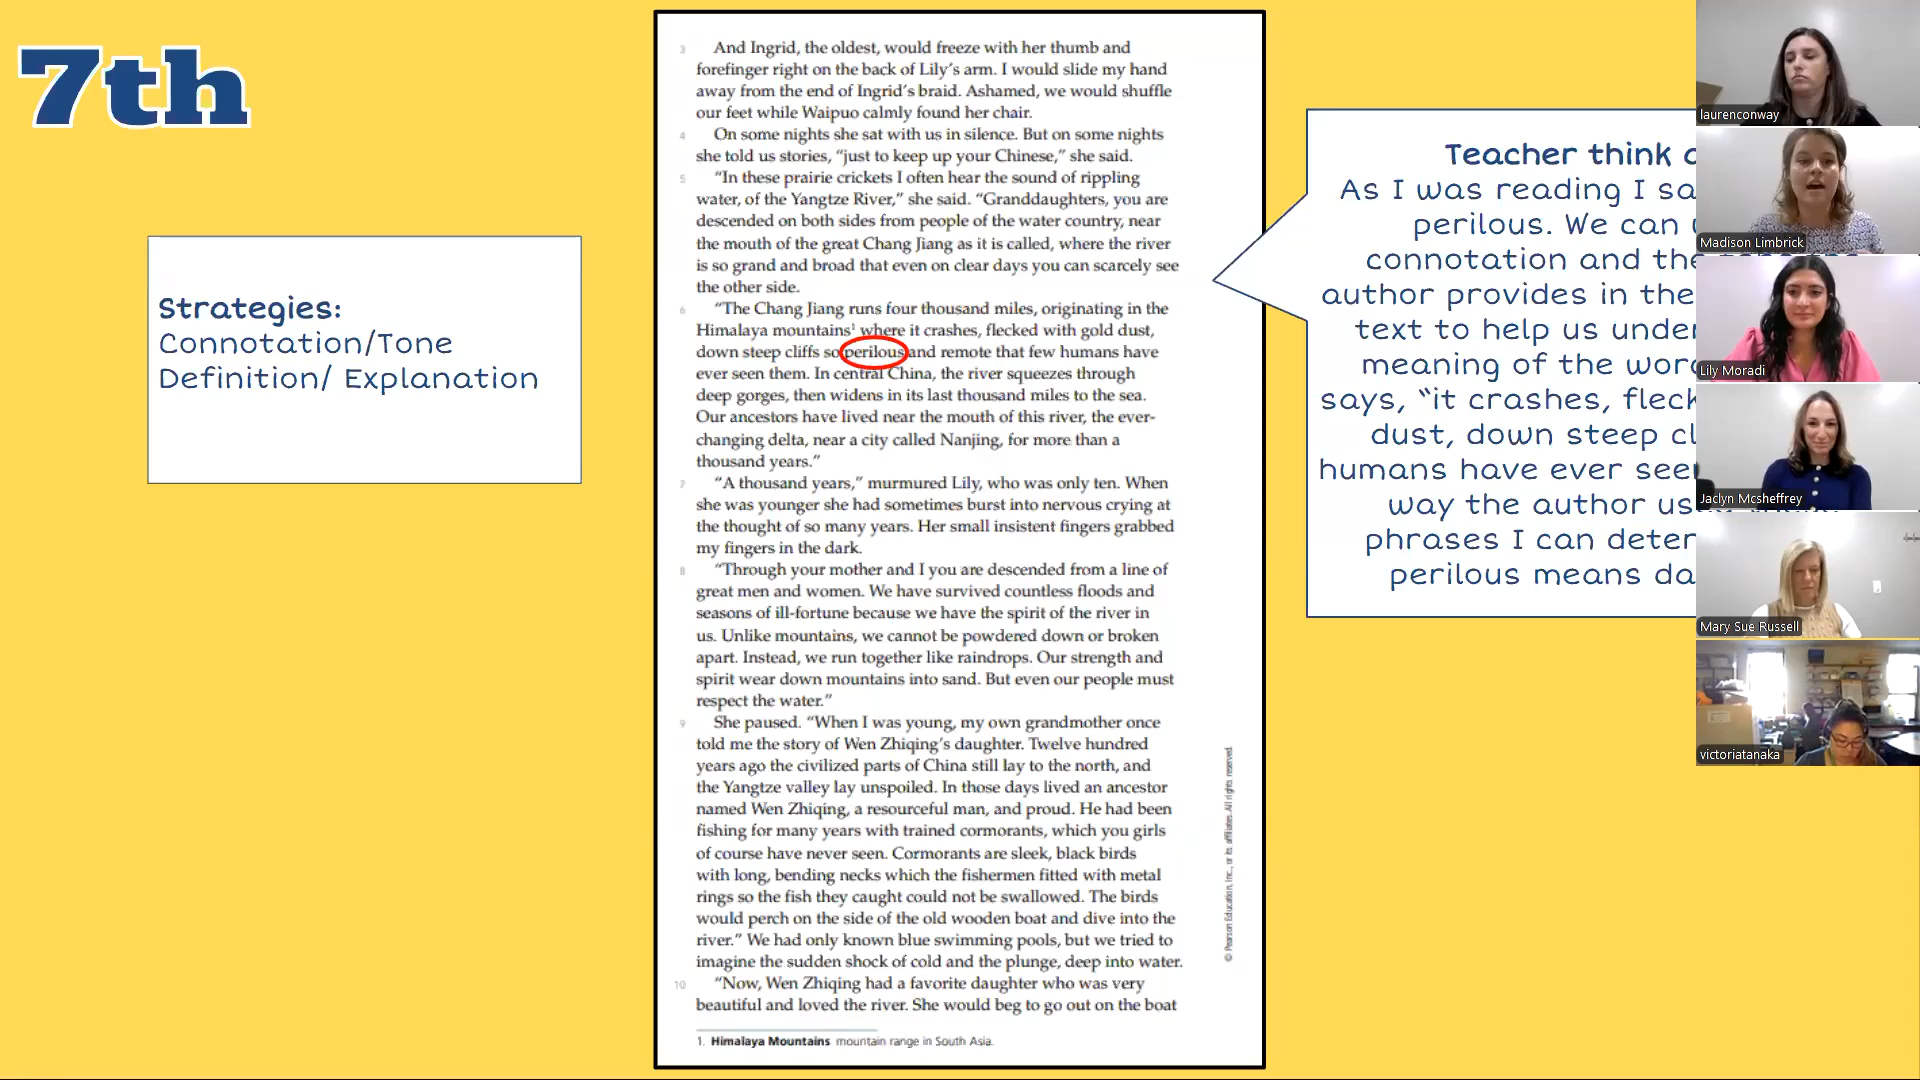 7th
Strategies:
Connotation/Tone
Definition/ Explanation
3 And Ingrid, the oldest, would freeze with her thumb and
forefinger right on the back of Lily’s arm. I would slide my hand
away from the end of Ingrid’s braid. Ashamed, we would shuffle
our feet while Waipuo calmly found her chair.
4 On some nights she sat with us in silence. But on some nights
she told us stories, “just to keep up your Chinese,” she said.
5 “In these prairie crickets I often hear the sound of rippling
water, of the Yangtze River,” she said. “Granddaughters, you are
descended on both sides from people of the water country, near
the mouth of the great Chang Jiang as it is called, where the river
is so grand and broad that even on clear days you can scarcely see
the other side.
6 “The Chang Jiang runs four thousand miles, originating in the
Himalaya mountains¹ where it crashes, flecked with gold dust,
down steep cliffs so perilous and remote that few humans have
ever seen them. In central China, the river squeezes through
deep gorges, then widens in its last thousand miles to the sea.
Our ancestors have lived near the mouth of this river, the ever-
changing delta, near a city called Nanjing, for more than a
thousand years.”
7 “A thousand years,” murmured Lily, who was only ten. When
she was younger she had sometimes burst into nervous crying at
the thought of so many years. Her small insistent fingers grabbed
my fingers in the dark.
8 “Through your mother and I you are descended from a line of
great men and women. We have survived countless floods and
seasons of ill-fortune because we have the spirit of the river in
us. Unlike mountains, we cannot be powdered down or broken
apart. Instead, we run together like raindrops. Our strength and
spirit wear down mountains into sand. But even our people must
respect the water.”
9 She paused. “When I was young, my own grandmother once
told me the story of Wen Zhiqing’s daughter. Twelve hundred
years ago the civilized parts of China still lay to the north, and
the Yangtze valley lay unspoiled. In those days lived an ancestor
named Wen Zhiqing, a resourceful man, and proud. He had been
fishing for many years with trained cormorants, which you girls
of course have never seen. Cormorants are sleek, black birds
with long, bending necks which the fishermen fitted with metal
rings so the fish they caught could not be swallowed. The birds
would perch on the side of the old wooden boat and dive into the
river.” We had only known blue swimming pools, but we tried to
imagine the sudden shock of cold and the plunge, deep into water.
10 “Now, Wen Zhiqing had a favorite daughter who was very
beautiful and loved the river. She would beg to go out on the boat
1. Himalaya Mountains mountain range in South Asia.
© Pearson Education, Inc., or its affiliates. All rights reserved.
Teacher think
As I was reading I
perilous. We can
connotation and the
author provides in the
text to help us
meaning of the
says, “it crashes,
dust, down steep
humans have ever
way the author
phrases I can
perilous means
laurenconway
Madison Limbrick
Lily Moradi
Jaclyn Mcsheffrey
Mary Sue Russell
victoriatanaka